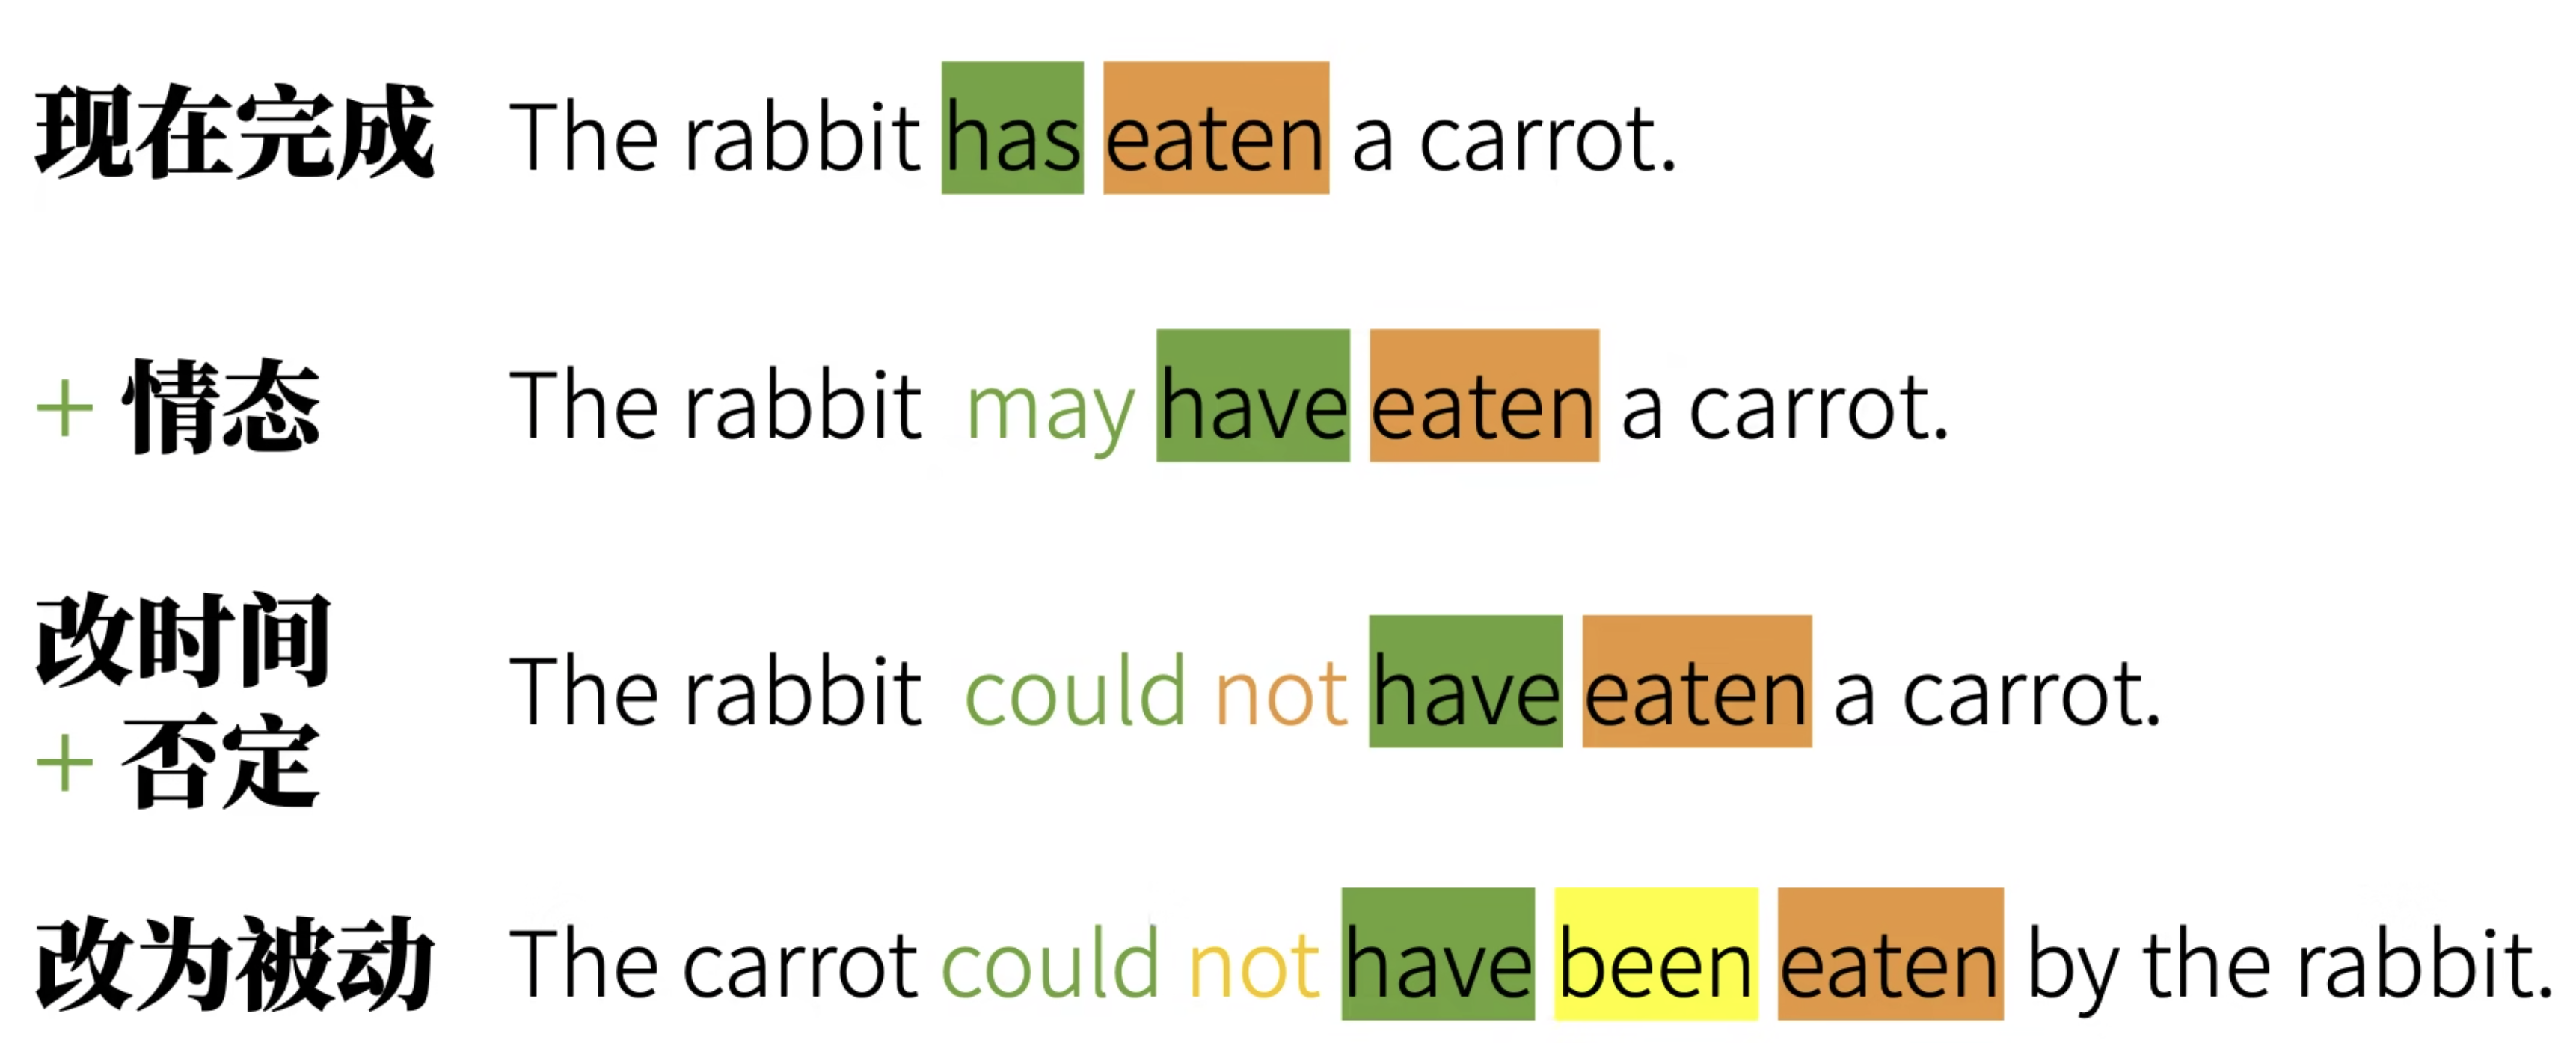 现在完成 The rabbit has eaten a carrot.
+ 情态 The rabbit may have eaten a carrot.
改时间
+ 否定 The rabbit could not have eaten a carrot.
改为被动 The carrot could not have been eaten by the rabbit.